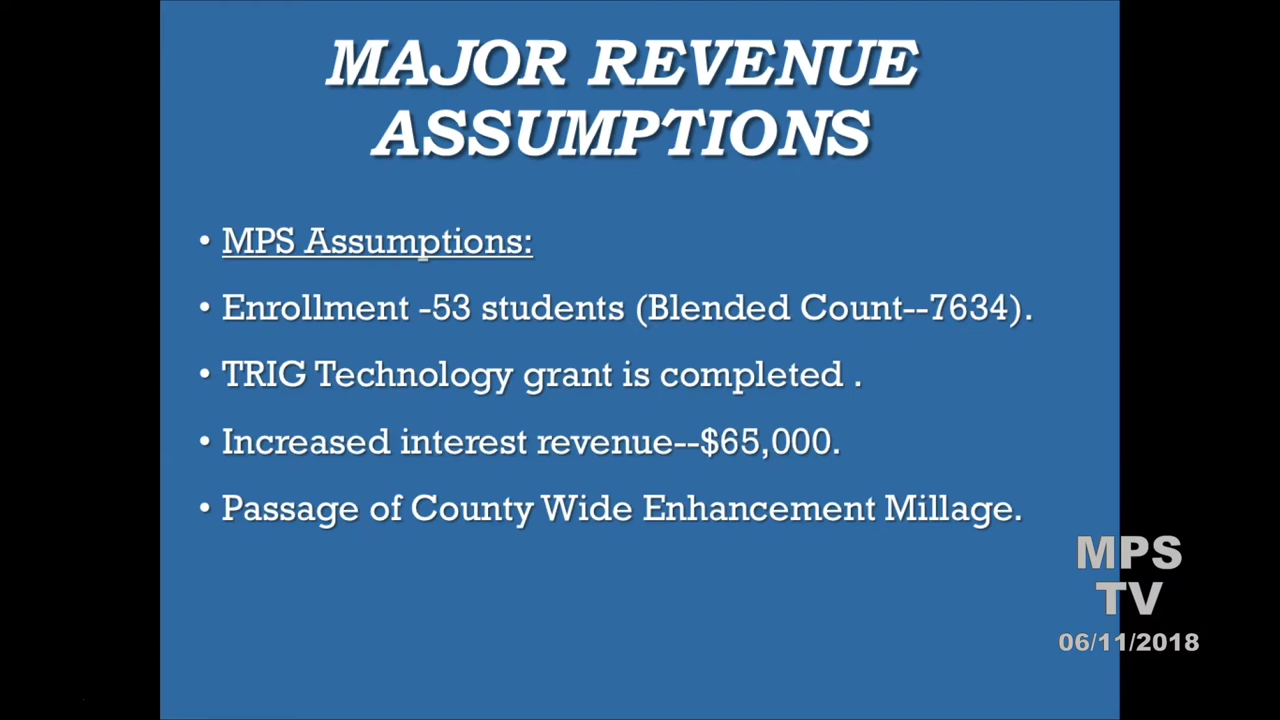 MAJOR REVENUE
ASSUMPTIONS
• MPS Assumptions:
• Enrollment -53 students (Blended Count--7634).
• TRIG Technology grant is completed .
• Increased interest revenue--$65,000.
• Passage of County Wide Enhancement Millage.
MPS
TV
06/11/2018